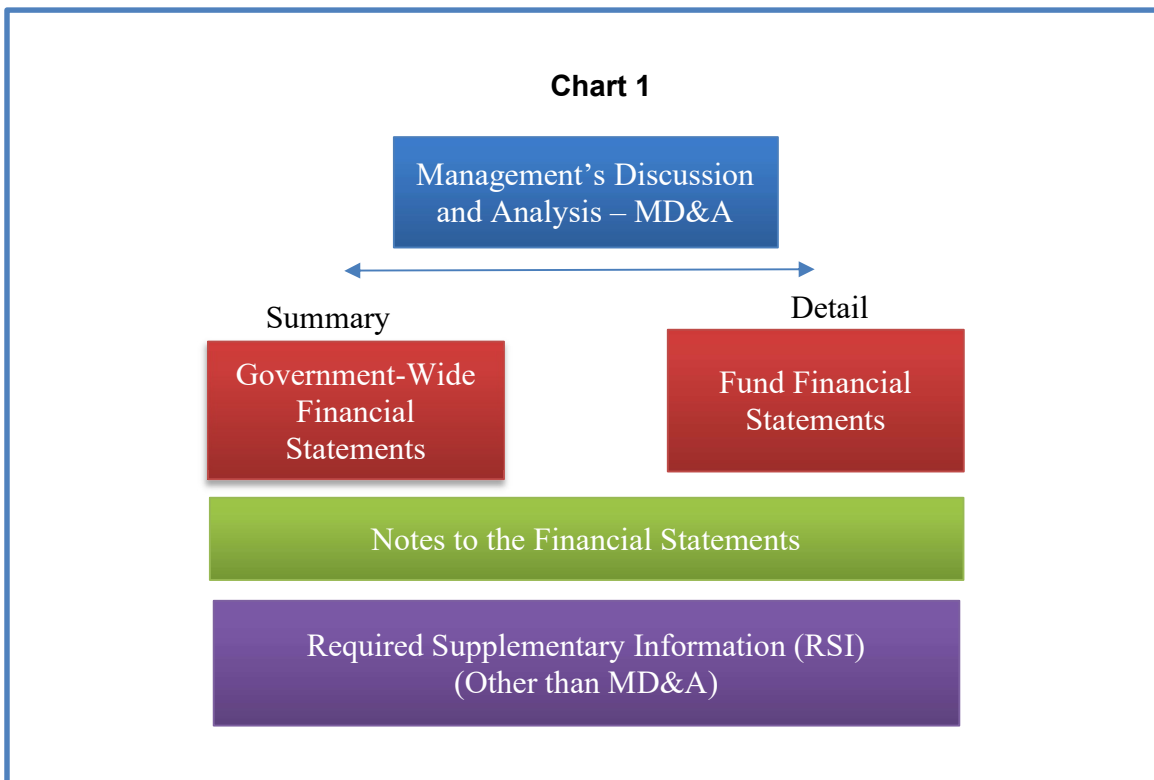 Chart 1
Management’s Discussion
and Analysis – MD&A
Summary
Detail
Government-Wide
Financial
Statements
Fund Financial
Statements
Notes to the Financial Statements
Required Supplementary Information (RSI)
(Other than MD&A)